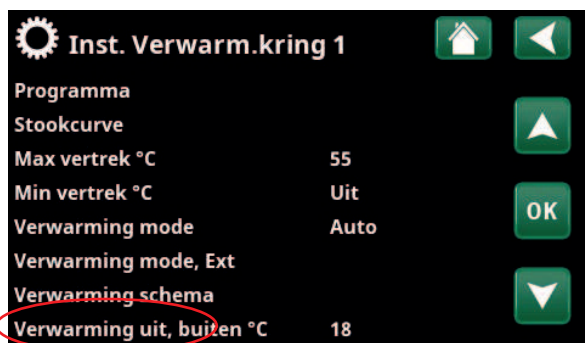 Inst. Verwarm.kring 1
Programma
Stookcurve
Max vertrek °C 55
Min vertrek °C Uit
Verwarming mode Auto
OK
Verwarming mode, Ext
Verwarming schema
Verwarming uit, buiten °C 18